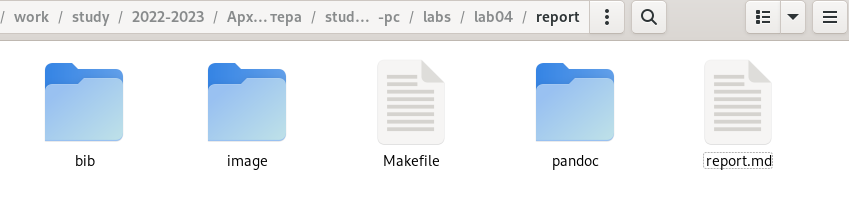 / work / study / 2022-2023 / Арх…тера / stud… -pc / labs / lab04 / report
bib
image
Makefile
pandoc
report.md